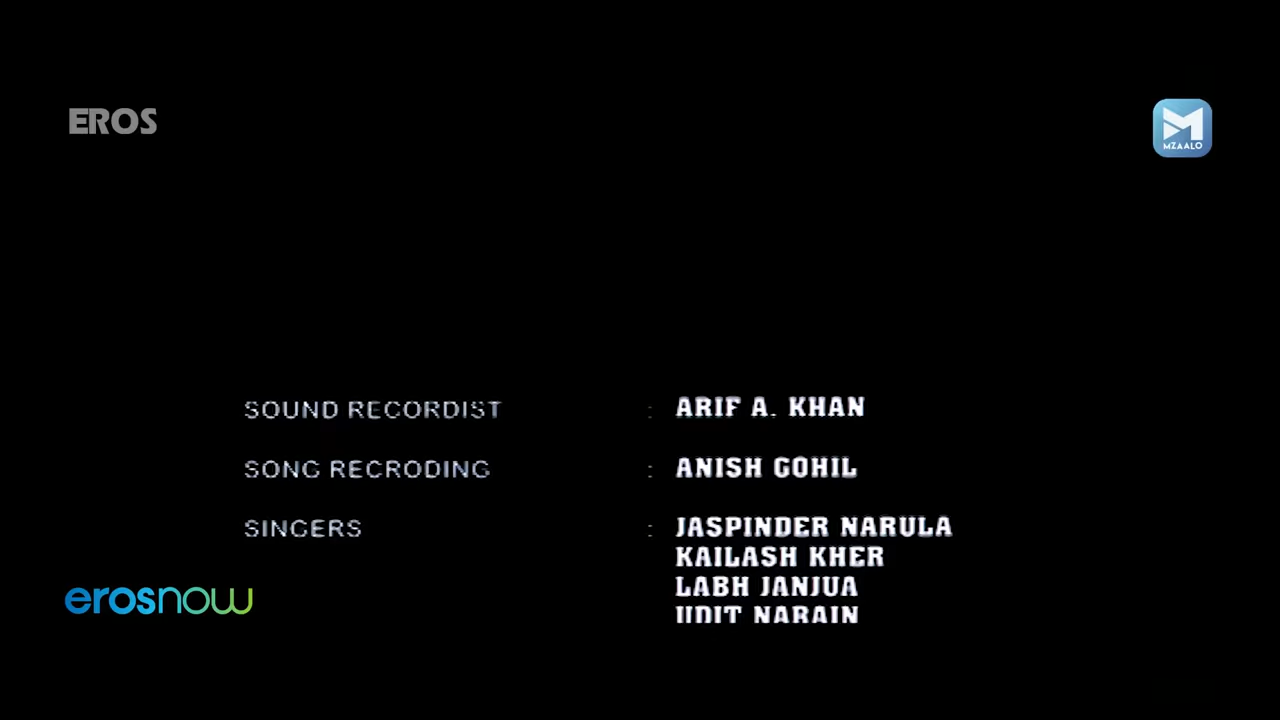 EROS
MZAALO
SOUND RECORDIST : ARIF A. KHAN
SONG RECRODING : ANISH GOHIL
SINGERS : JASPINDER NARULA
KAILASH KHER
LABH JANJUA
UDIT NARAIN
erosnow